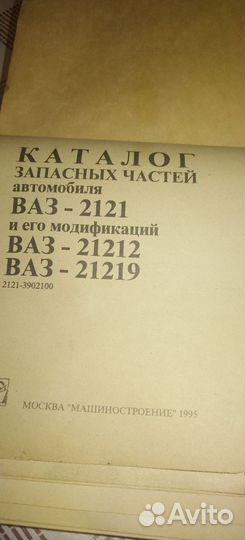 КАТАЛОГ
ЗАПАСНЫХ ЧАСТЕЙ
автомобиля
ВАЗ - 2121
и его модификаций
ВАЗ - 21212
ВАЗ - 21219
2121-3902100
МОСКВА "МАШИНОСТРОЕНИЕ" 1995
Avito